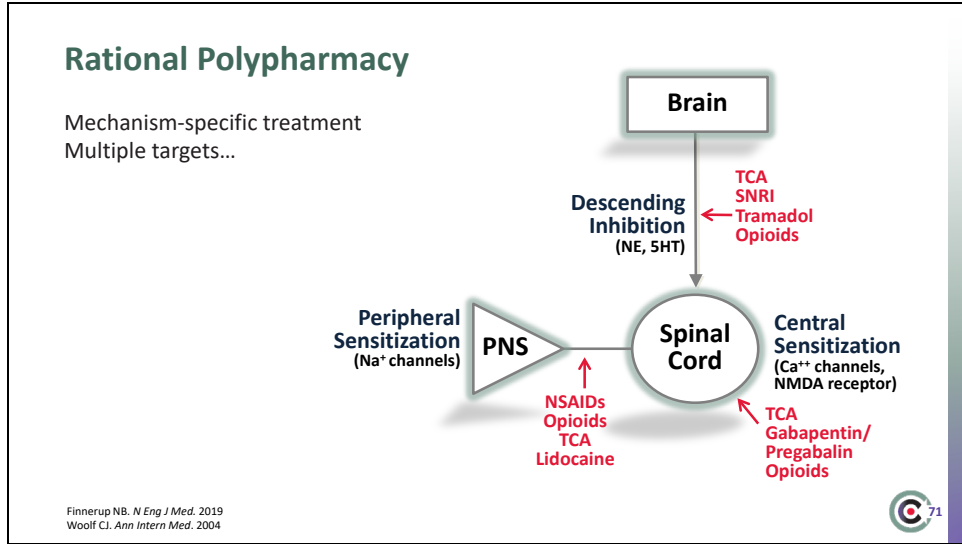 Rational Polypharmacy
Mechanism-specific treatment
Multiple targets…
Brain
TCA
SNRI
Tramadol
Opioids
Descending
Inhibition
(NE, 5HT)
Peripheral
Sensitization
(Na⁺ channels)
PNS
Spinal
Cord
Central
Sensitization
(Ca⁺⁺ channels,
NMDA receptor)
NSAIDs
Opioids
TCA
Lidocaine
TCA
Gabapentin/
Pregabalin
Opioids
Finnerup NB. N Eng J Med. 2019
Woolf CJ. Ann Intern Med. 2004
71